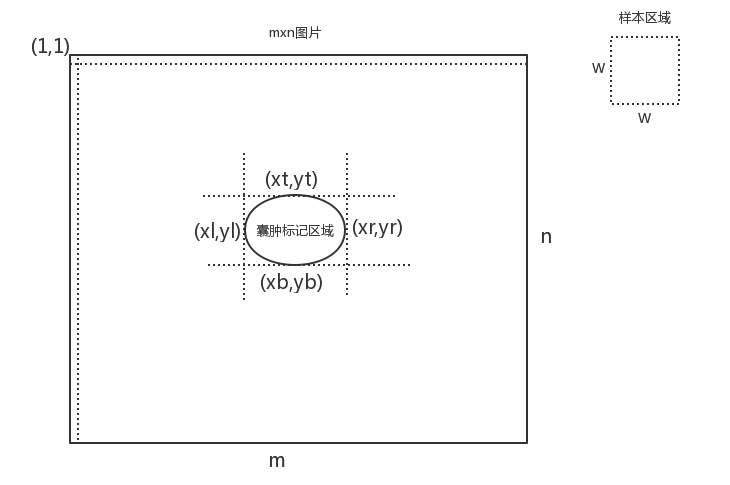 样本区域
mxn图片
(1,1)
w
w
(xt,yt)
(xl,yl)
囊肿标记区域
(xr,yr)
n
(xb,yb)
m